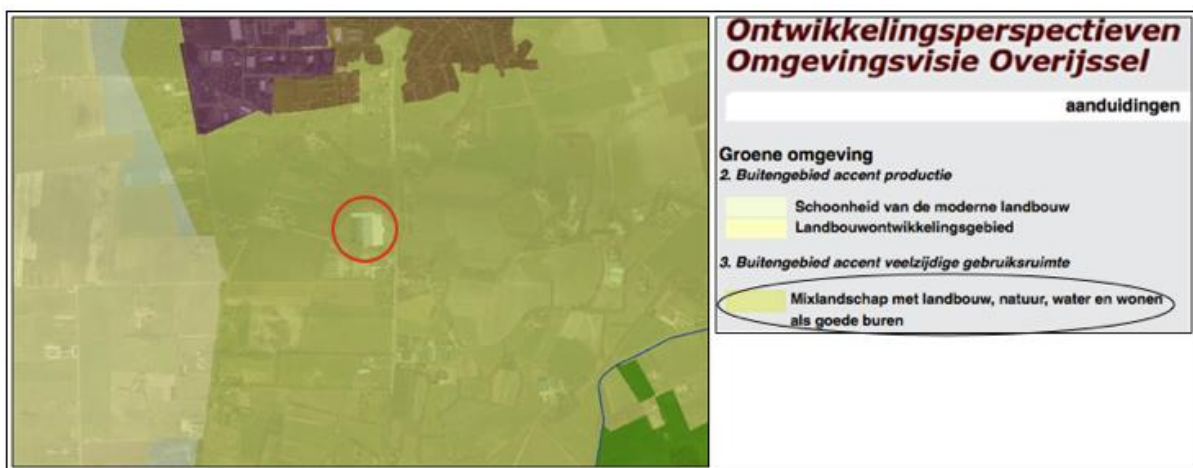 Ontwikkelingsperspectieven
Omgevingsvisie Overijssel
aanduidingen
Groene omgeving
2. Buitengebied accent productie
Schoonheid van de moderne landbouw
Landbouwontwikkelingsgebied
3. Buitengebied accent veelzijdige gebruiksruimte
Mixlandschap met landbouw, natuur, water en wonen
als goede buren